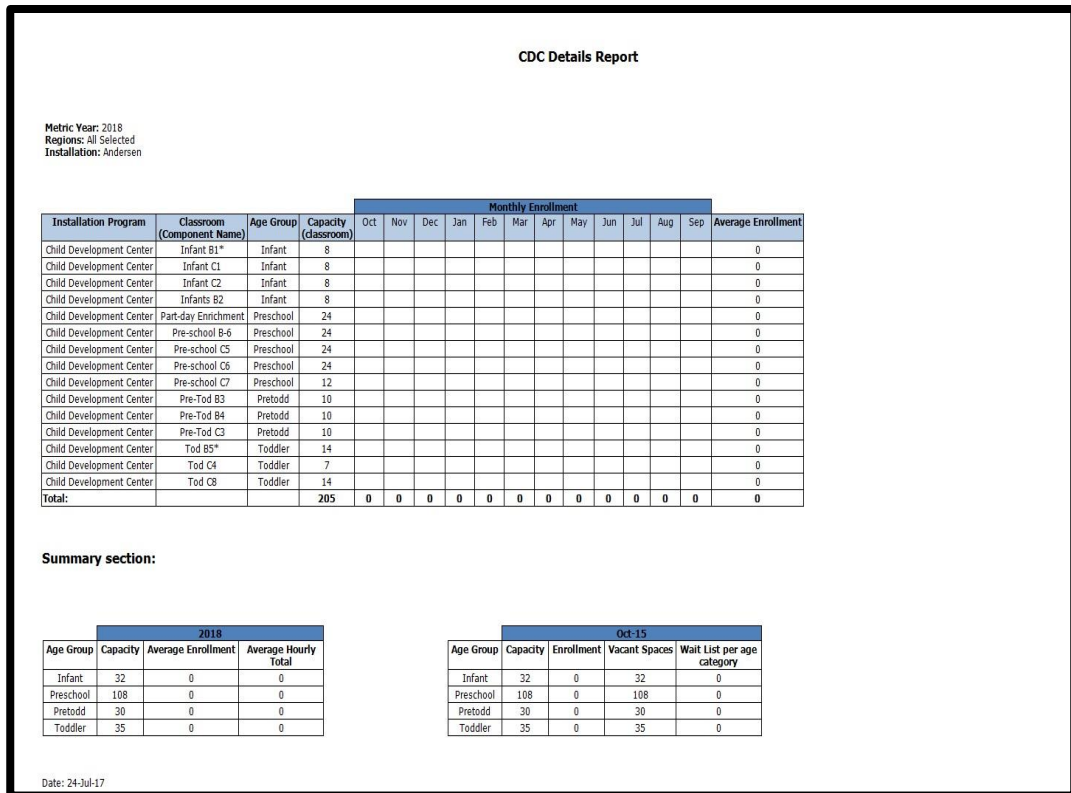 CDC Details Report
Metric Year: 2018
Regions: All Selected
Installation: Andersen
Monthly Enrollment
Installation Program Classroom (Component Name) Age Group Capacity (classroom) Oct Nov Dec Jan Feb Mar Apr May Jun Jul Aug Sep Average Enrollment
Child Development Center Infant B1* Infant 8 0
Child Development Center Infant C1 Infant 8 0
Child Development Center Infant C2 Infant 8 0
Child Development Center Infants B2 Infant 8 0
Child Development Center Part-day Enrichment Preschool 24 0
Child Development Center Pre-school B-6 Preschool 24 0
Child Development Center Pre-school C5 Preschool 24 0
Child Development Center Pre-school C6 Preschool 24 0
Child Development Center Pre-school C7 Preschool 12 0
Child Development Center Pre-Tod B3 Pretodd 10 0
Child Development Center Pre-Tod B4 Pretodd 10 0
Child Development Center Pre-Tod C3 Pretodd 10 0
Child Development Center Tod B5* Toddler 14 0
Child Development Center Tod C4 Toddler 7 0
Child Development Center Tod C8 Toddler 14 0
Total: 205 0 0 0 0 0 0 0 0 0 0 0 0 0
Summary section:
2018
Age Group Capacity Average Enrollment Average Hourly Total
Infant 32 0 0
Preschool 108 0 0
Pretodd 30 0 0
Toddler 35 0 0
Oct-15
Age Group Capacity Enrollment Vacant Spaces Wait List per age category
Infant 32 0 32 0
Preschool 108 0 108 0
Pretodd 30 0 30 0
Toddler 35 0 35 0
Date: 24-Jul-17